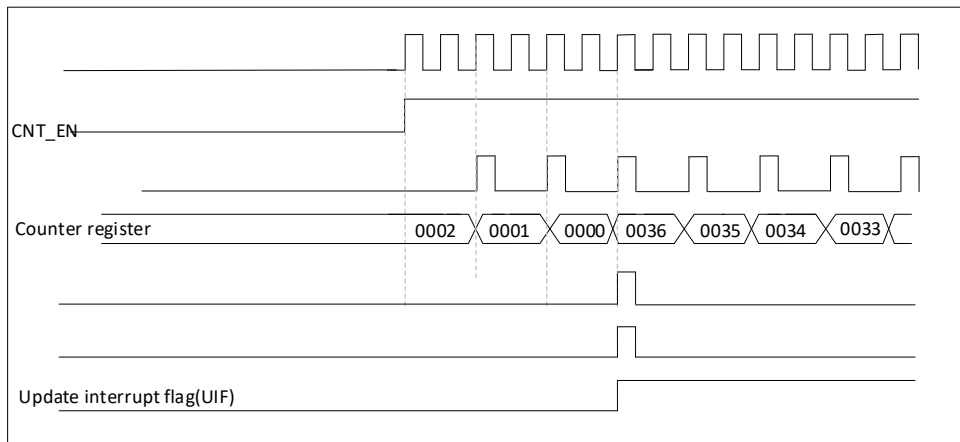 CNT_EN
Counter register
0002 0001 0000 0036 0035 0034 0033
Update interrupt flag(UIF)